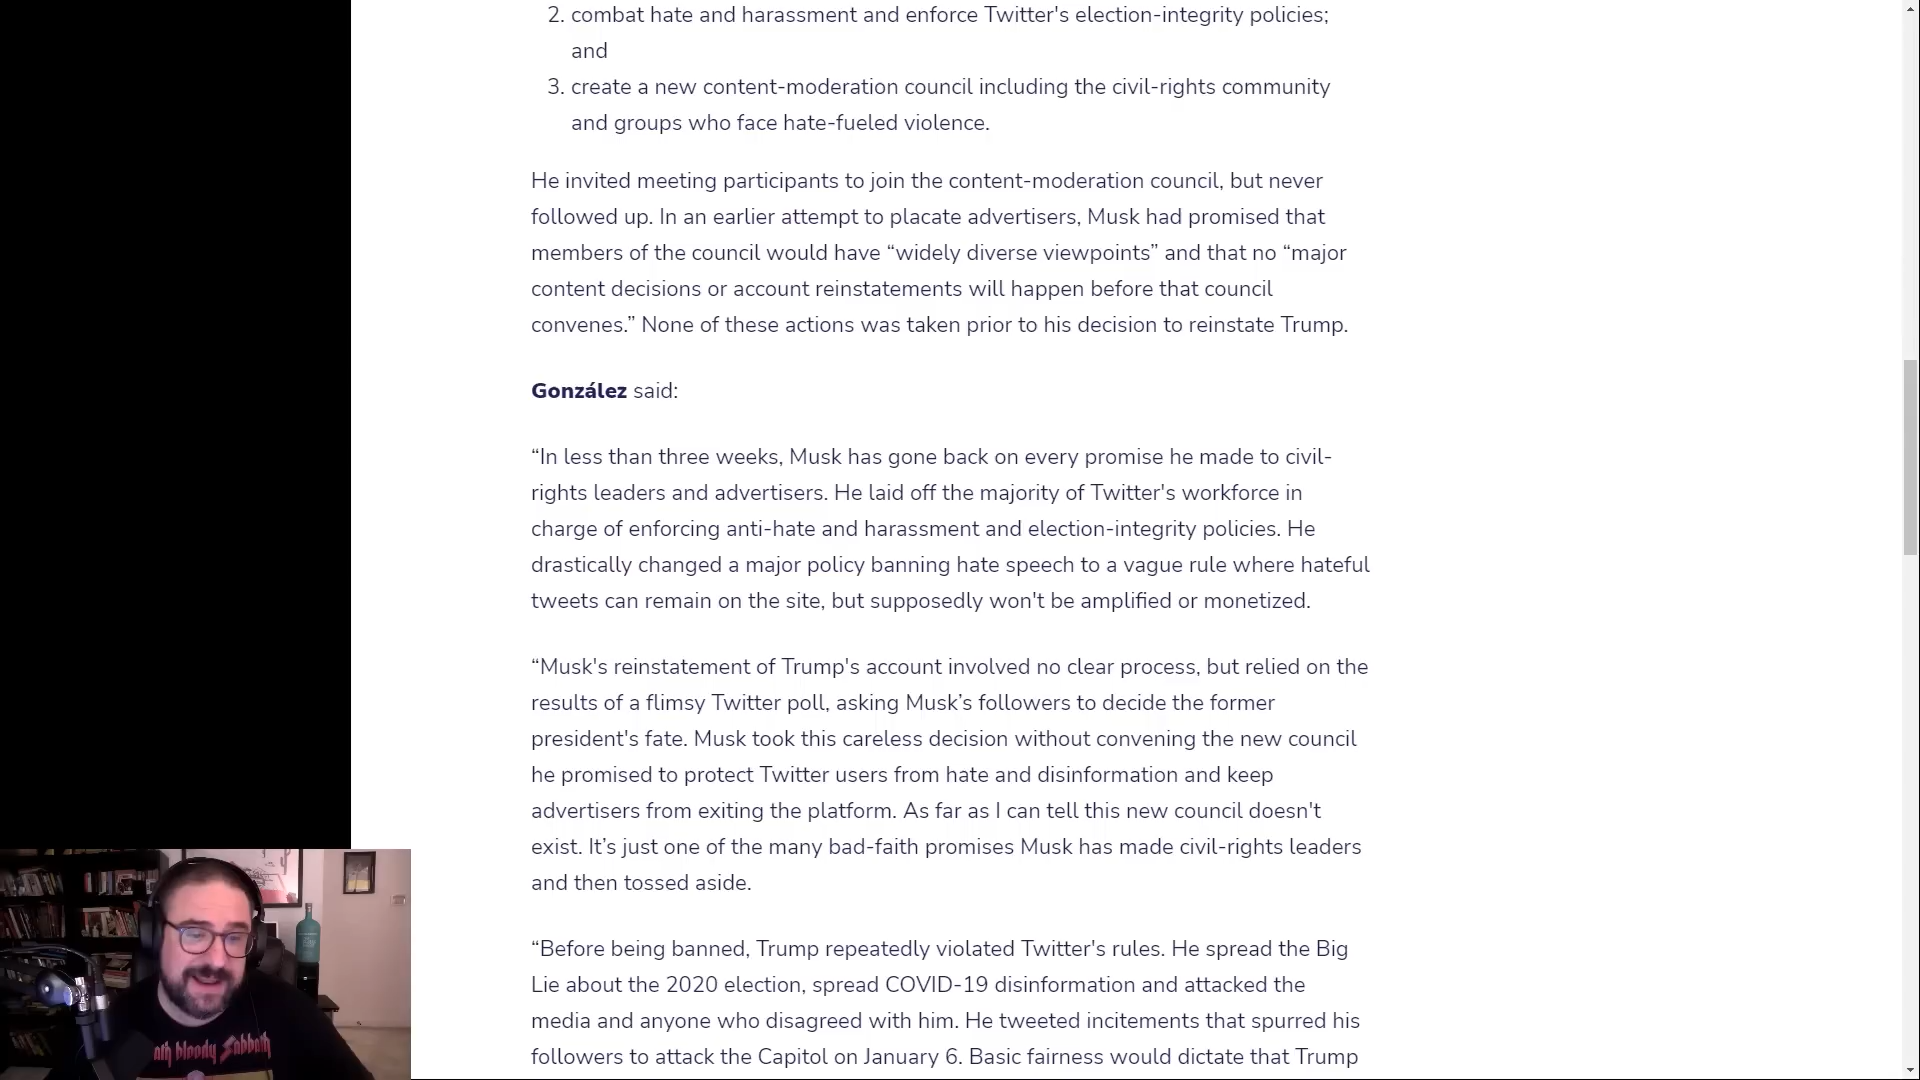 2. combat hate and harassment and enforce Twitter's election-integrity policies;
and
3. create a new content-moderation council including the civil-rights community
and groups who face hate-fueled violence.
He invited meeting participants to join the content-moderation council, but never
followed up. In an earlier attempt to placate advertisers, Musk had promised that
members of the council would have “widely diverse viewpoints” and that no “major
content decisions or account reinstatements will happen before that council
convenes.” None of these actions was taken prior to his decision to reinstate Trump.
González said:
“In less than three weeks, Musk has gone back on every promise he made to civil-
rights leaders and advertisers. He laid off the majority of Twitter's workforce in
charge of enforcing anti-hate and harassment and election-integrity policies. He
drastically changed a major policy banning hate speech to a vague rule where hateful
tweets can remain on the site, but supposedly won't be amplified or monetized.
“Musk's reinstatement of Trump's account involved no clear process, but relied on the
results of a flimsy Twitter poll, asking Musk’s followers to decide the former
president's fate. Musk took this careless decision without convening the new council
he promised to protect Twitter users from hate and disinformation and keep
advertisers from exiting the platform. As far as I can tell this new council doesn't
exist. It’s just one of the many bad-faith promises Musk has made civil-rights leaders
and then tossed aside.
“Before being banned, Trump repeatedly violated Twitter's rules. He spread the Big
Lie about the 2020 election, spread COVID-19 disinformation and attacked the
media and anyone who disagreed with him. He tweeted incitements that spurred his
followers to attack the Capitol on January 6. Basic fairness would dictate that Trump
bloody Sabbath